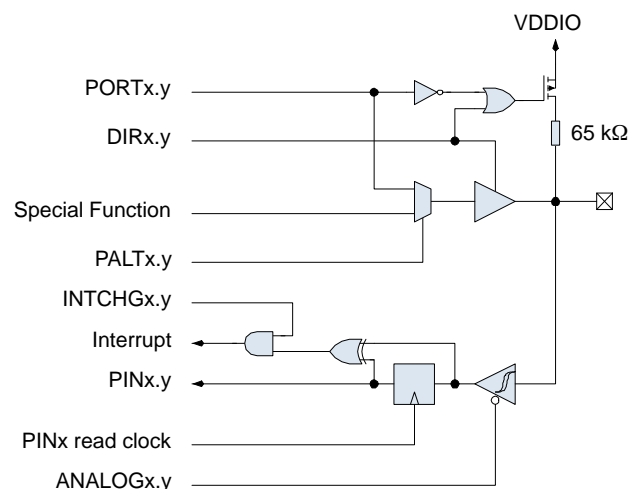 VDDIO
PORTx.y
65 kΩ
DIRx.y
Special Function
PALTx.y
INTCHGx.y
Interrupt
PINx.y
PINx read clock
ANALOGx.y